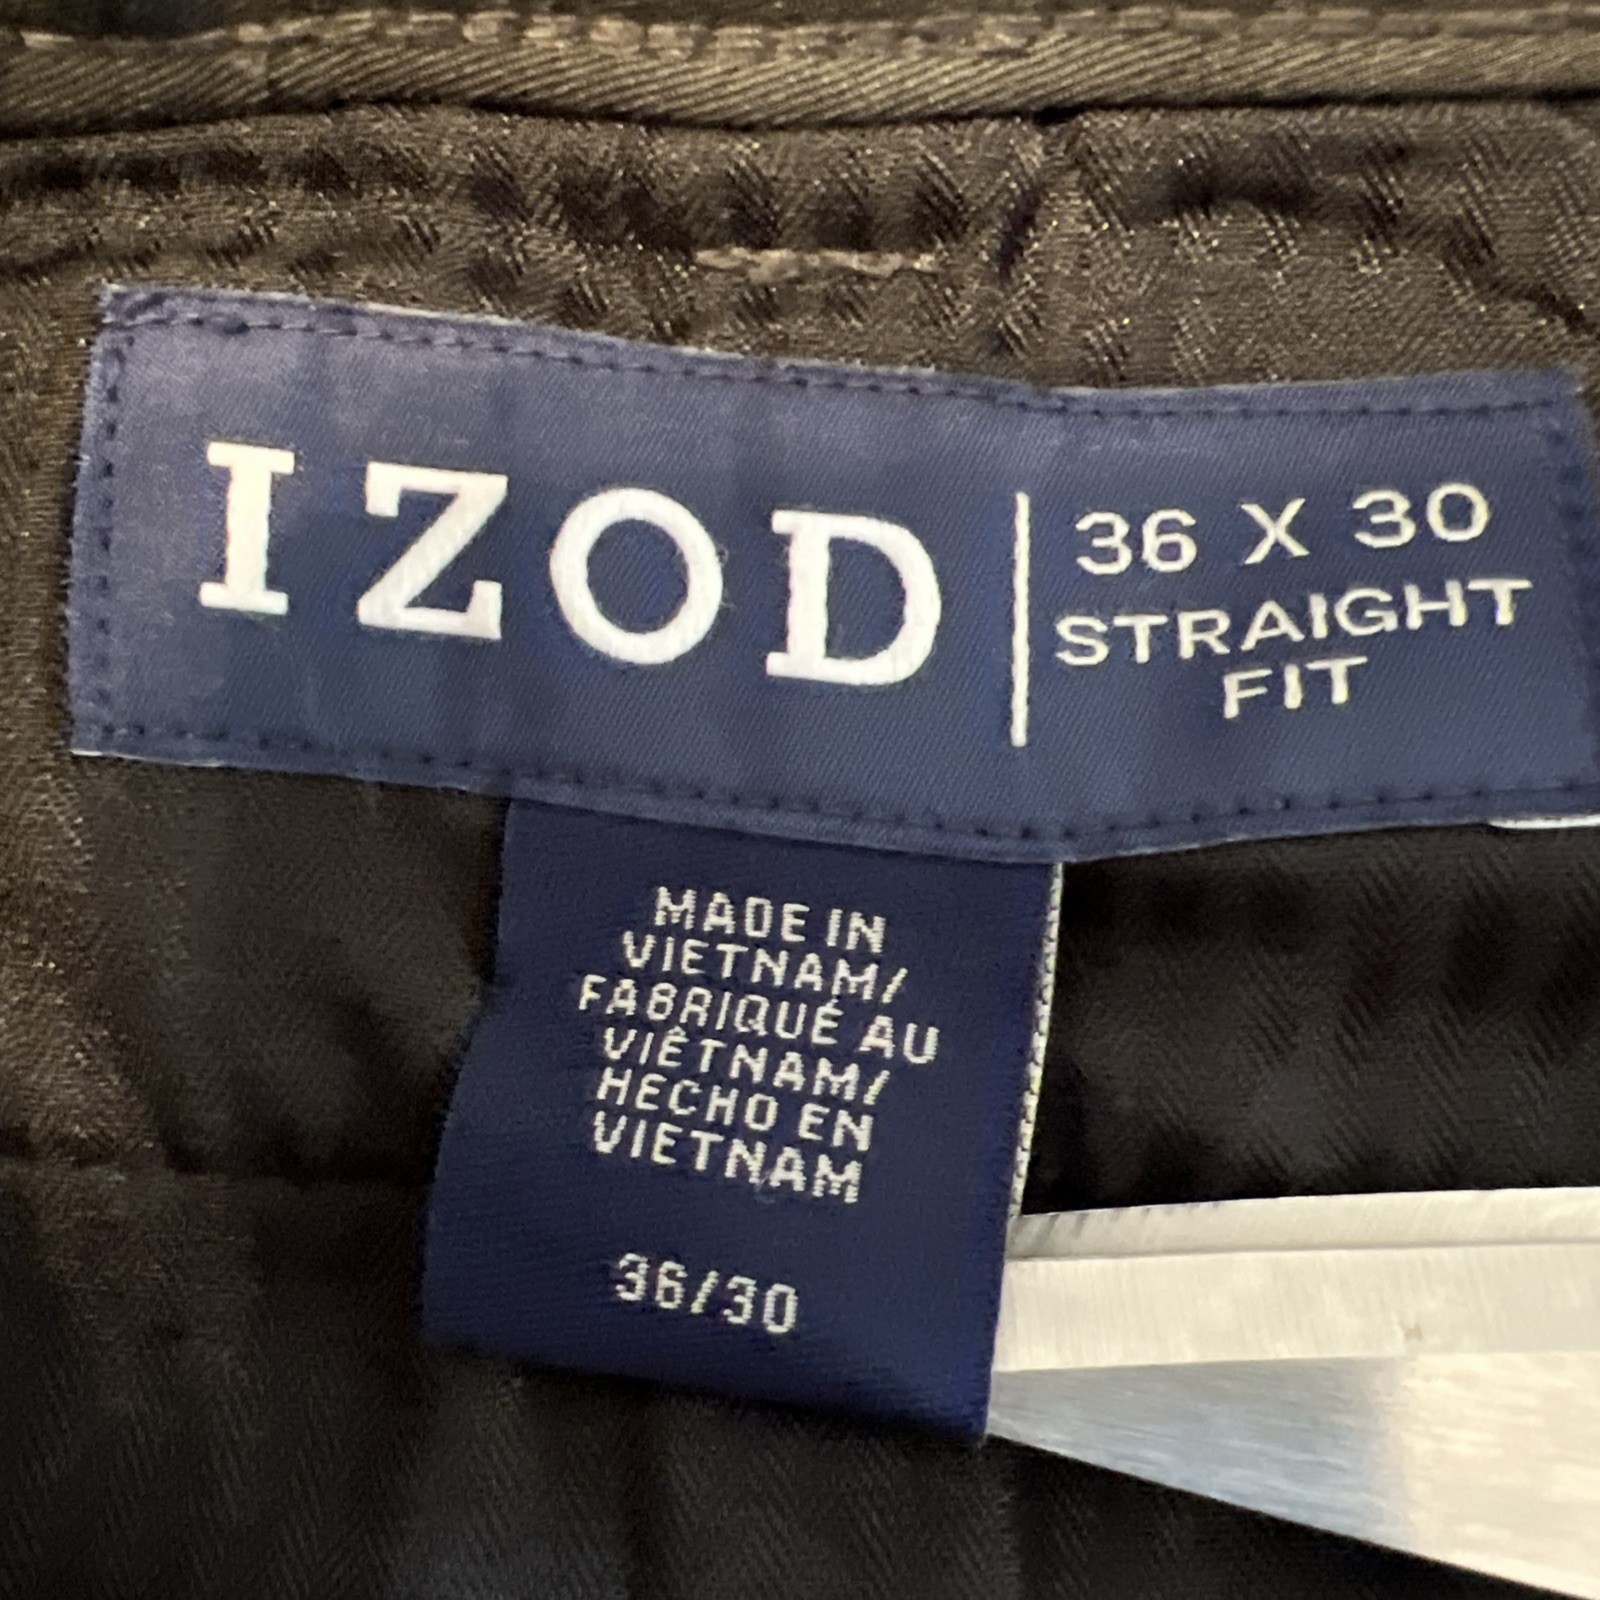 IZOD
36 X 30
STRAIGHT
FIT
MADE IN
VIETNAM/
FABRIQUÉ AU
VIÊTNAM/
HECHO EN
VIETNAM
36/30